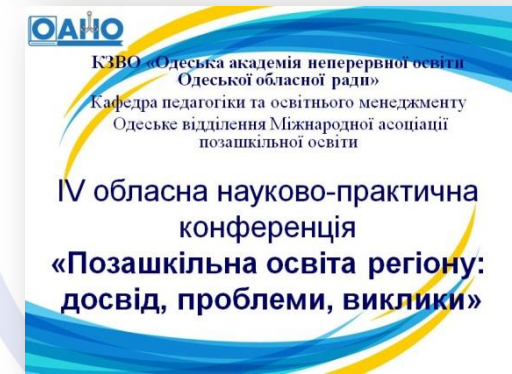 ОАНО
КЗВО «Одеська академія неперервної освіти
Одеської обласної ради»
Кафедра педагогіки та освітнього менеджменту
Одеське відділення Міжнародної асоціації
позашкільної освіти
IV обласна науково-практична
конференція
«Позашкільна освіта регіону:
досвід, проблеми, виклики»